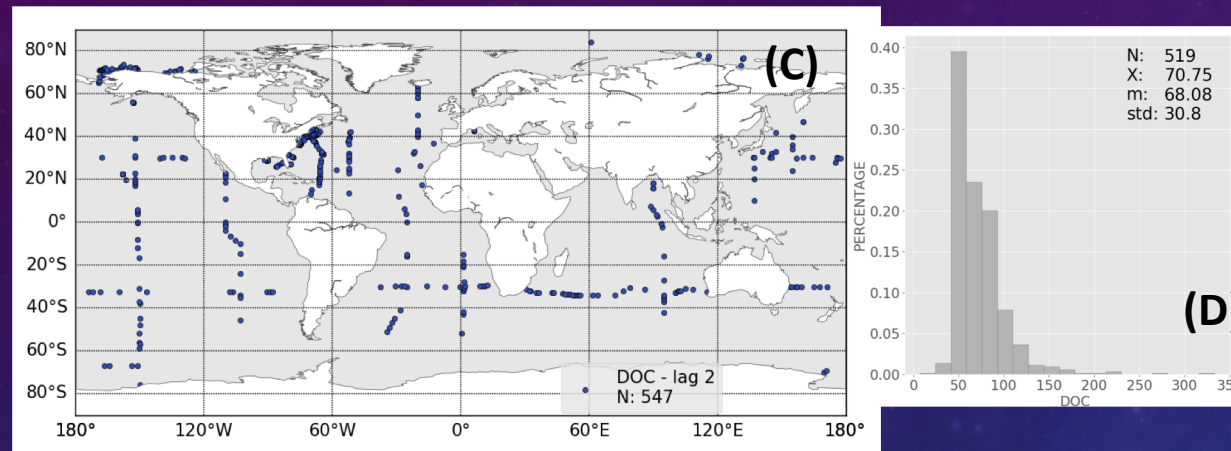 80°N
60°N
40°N
20°N
0°
20°S
40°S
60°S
80°S
180°
120°W
60°W
0°
60°E
120°E
180°
(C)
DOC - lag 2
N: 547
PERCENTAGE
0.40
0.35
0.30
0.25
0.20
0.15
0.10
0.05
0.00
0
50
100
150
200
250
300
35
DOC
N: 519
X: 70.75
m: 68.08
std: 30.8
(D